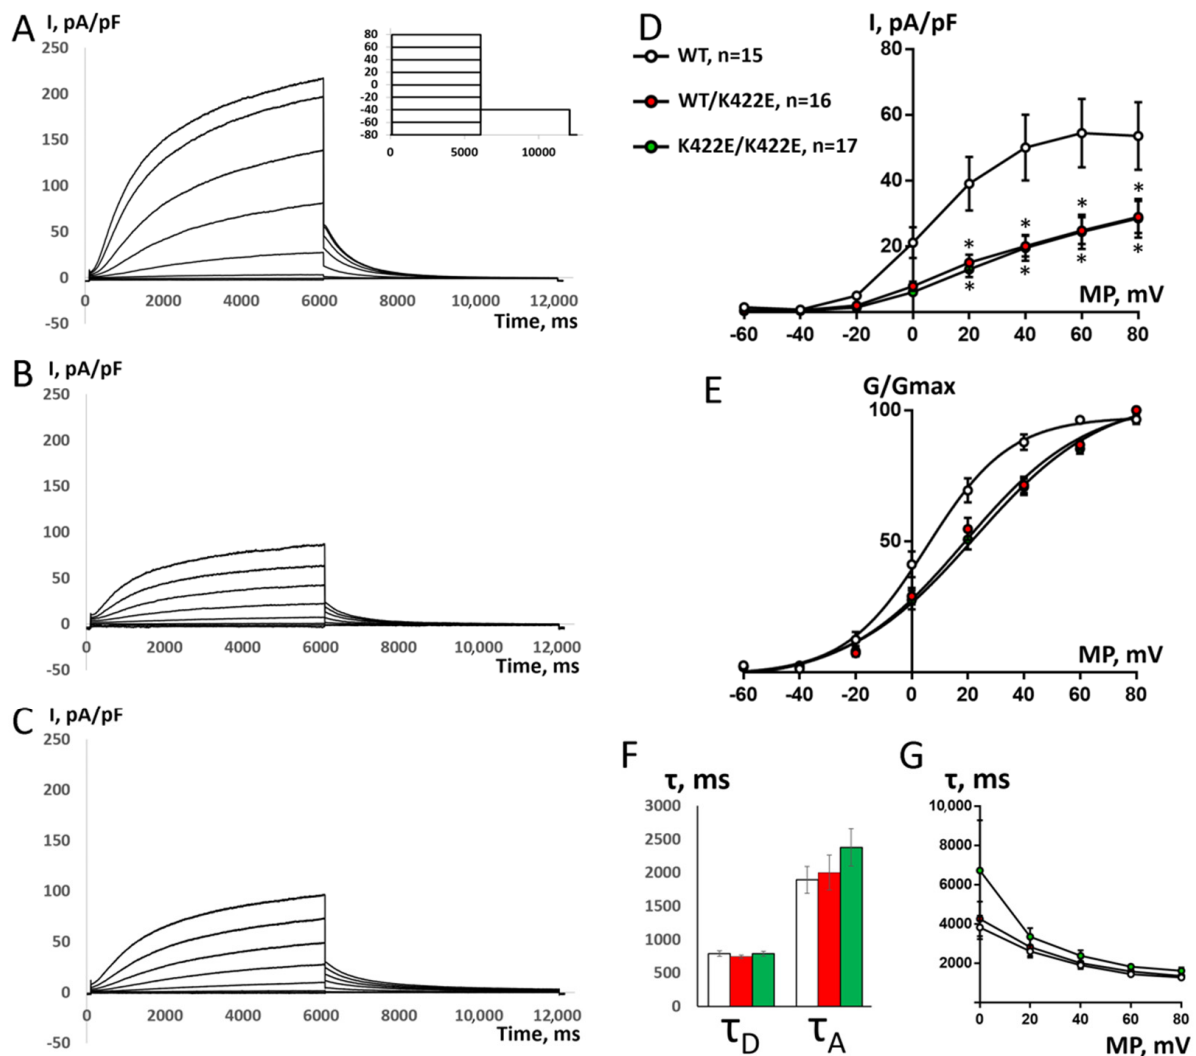 A
I, pA/pF
250
200
150
100
50
0
-50
0 2000 4000 6000 8000 10,000 12,000
Time, ms
80
60
40
20
0
-20
-40
-60
-80
0 5000 10000
B
I, pA/pF
250
200
150
100
50
0
-50
0 2000 4000 6000 8000 10,000 12,000
Time, ms
C
I, pA/pF
250
200
150
100
50
0
-50
0 2000 4000 6000 8000 10,000 12,000
Time, ms
D
I, pA/pF
WT, n=15
WT/K422E, n=16
K422E/K422E, n=17
80
60
40
20
* * * *
* * * *
MP, mV
-60 -40 -20 0 20 40 60 80
E
G/Gmax
100
50
MP, mV
-60 -40 -20 0 20 40 60 80
F
τ, ms
3000
2500
2000
1500
1000
500
0
τD τA
G
τ, ms
10,000
8000
6000
4000
2000
0 20 40 60 80
MP, mV